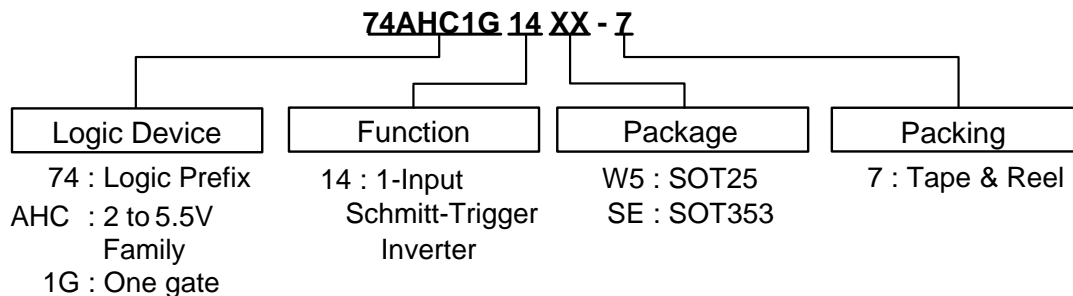 74AHC1G 14 XX - 7
Logic Device
74 : Logic Prefix
AHC : 2 to 5.5V
Family
1G : One gate
Function
14 : 1-Input
Schmitt-Trigger
Inverter
Package
W5 : SOT25
SE : SOT353
Packing
7 : Tape & Reel